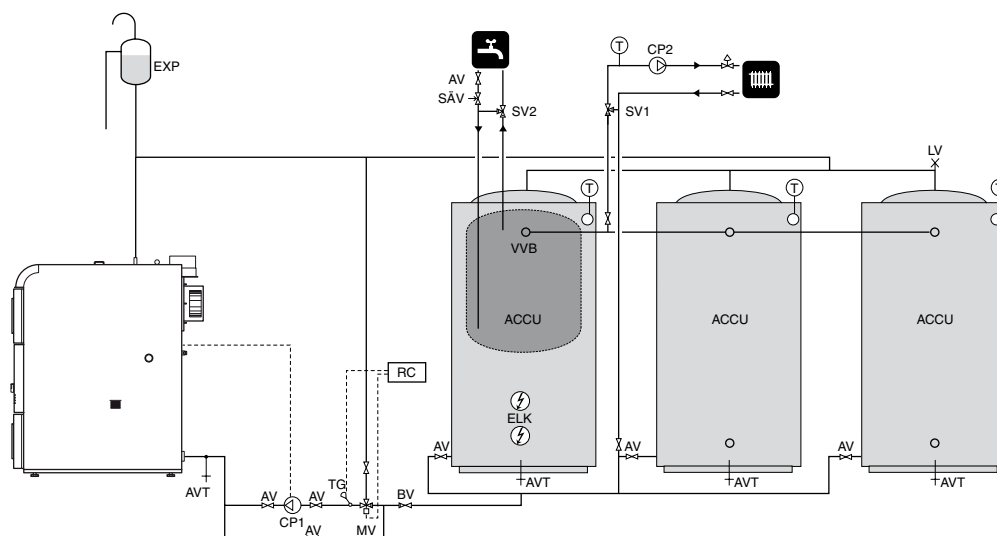 EXP
AV
SÄV
SV2
T
CP2
SV1
LV
T
T
T
VVB
ACCU
ACCU
ACCU
RC
ELK
AV
AV
AV
AVT
AVT
AVT
AVT
TG
AV
AV
BV
CP1
MV
AV